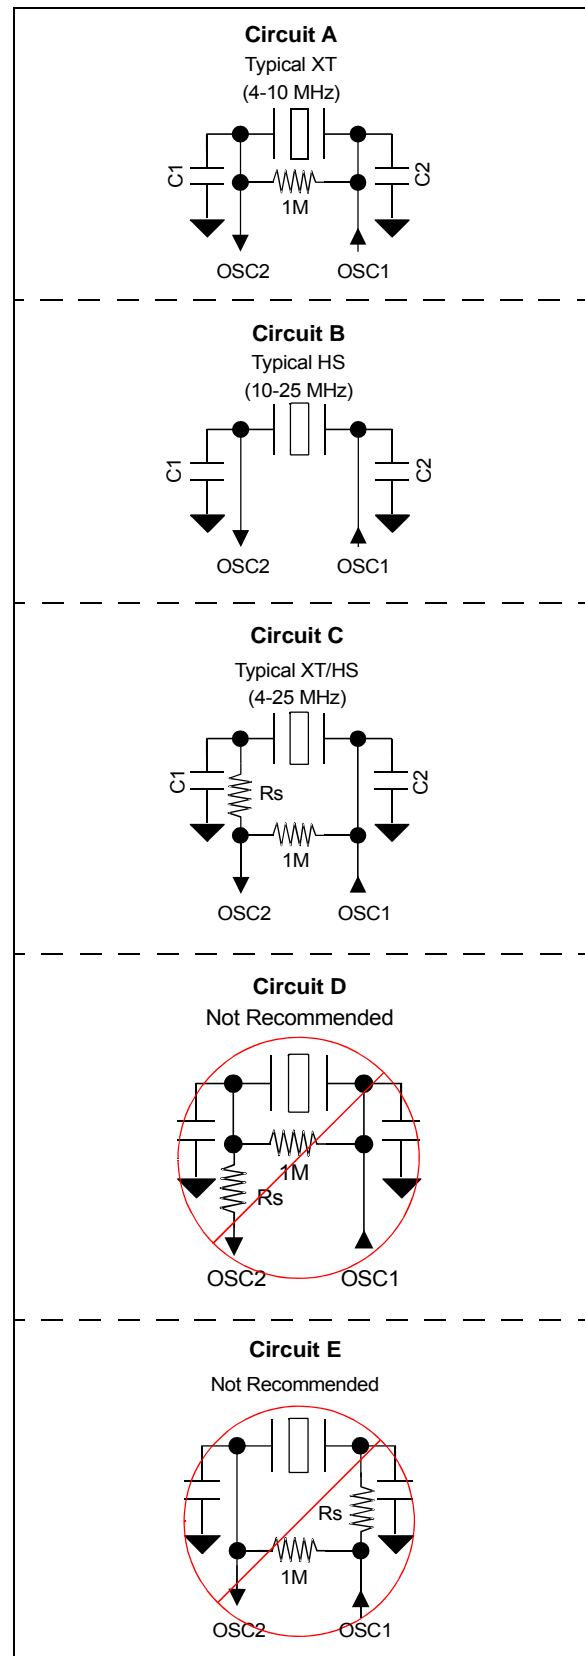 Circuit A
Typical XT
(4-10 MHz)
C1
C2
1M
OSC2
OSC1
Circuit B
Typical HS
(10-25 MHz)
C1
C2
OSC2
OSC1
Circuit C
Typical XT/HS
(4-25 MHz)
C1
Rs
C2
1M
OSC2
OSC1
Circuit D
Not Recommended
1M
Rs
OSC2
OSC1
Circuit E
Not Recommended
Rs
1M
OSC2
OSC1